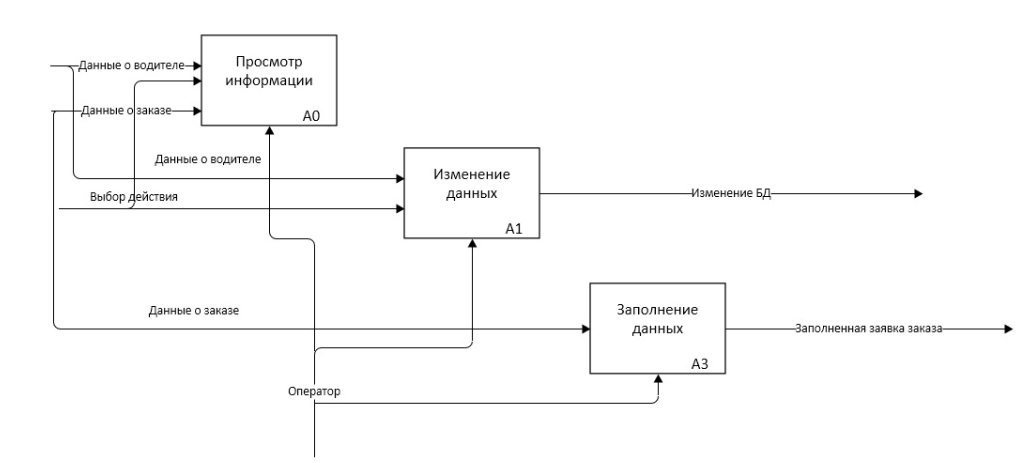 Просмотр
информации
A0
Данные о водителе
Данные о заказе
Данные о водителе
Изменение
данных
A1
Выбор действия
Изменение БД
Данные о заказе
Заполнение
данных
A3
Заполненная заявка заказа
Оператор